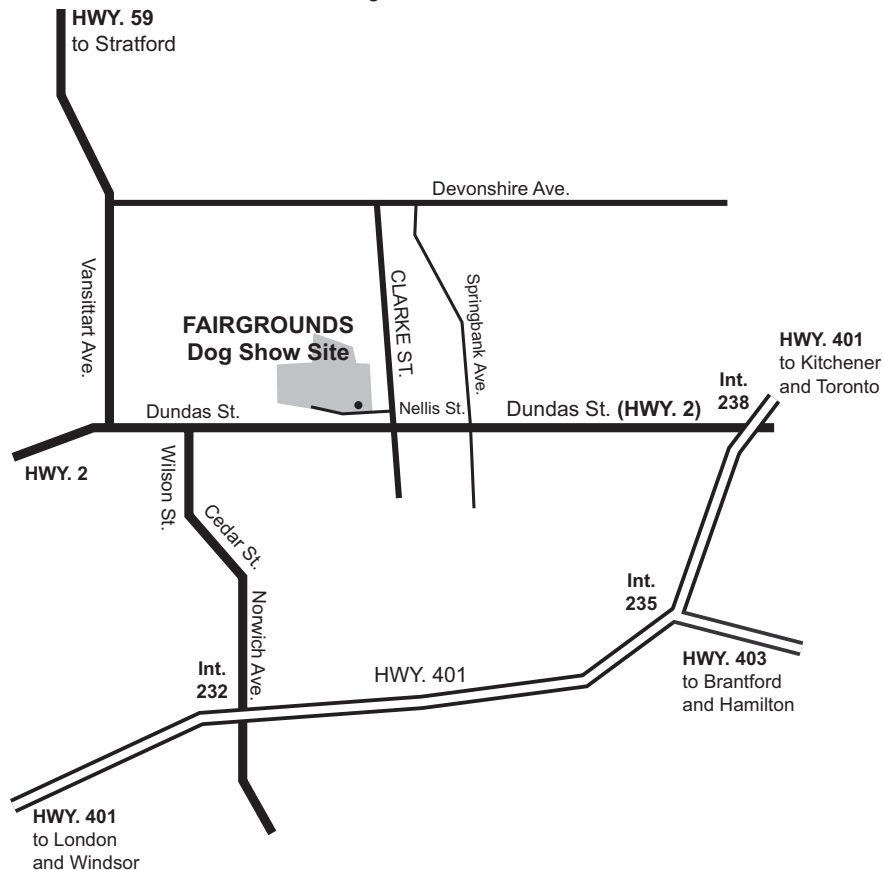 HWY. 59
to Stratford
Devonshire Ave.
Vansittart Ave.
CLARKE ST.
Springbank Ave.
FAIRGROUNDS
Dog Show Site
HWY. 401
to Kitchener
and Toronto
Int.
238
Dundas St.
Nellis St.
Dundas St. (HWY. 2)
HWY. 2
Wilson St.
Cedar St.
Norwich Ave.
Int.
235
Int.
232
HWY. 401
HWY. 403
to Brantford
and Hamilton
HWY. 401
to London
and Windsor